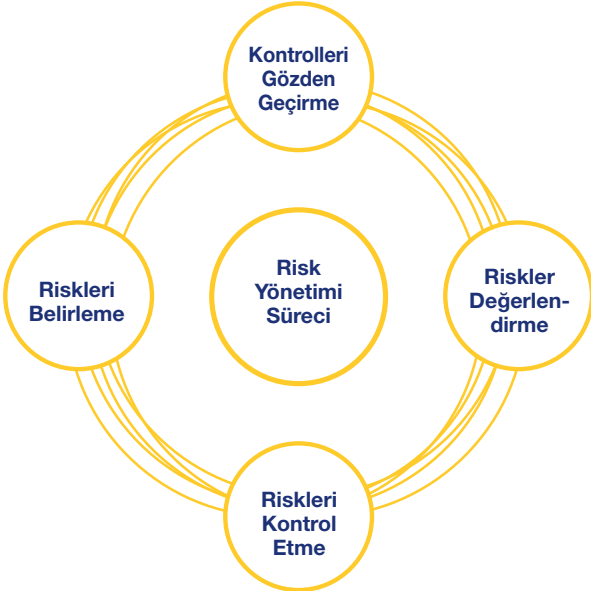 Kontrolleri
Gözden
Geçirme
Riskleri
Belirleme
Risk
Yönetimi
Süreci
Riskler
Değerlen-
dirme
Riskleri
Kontrol
Etme